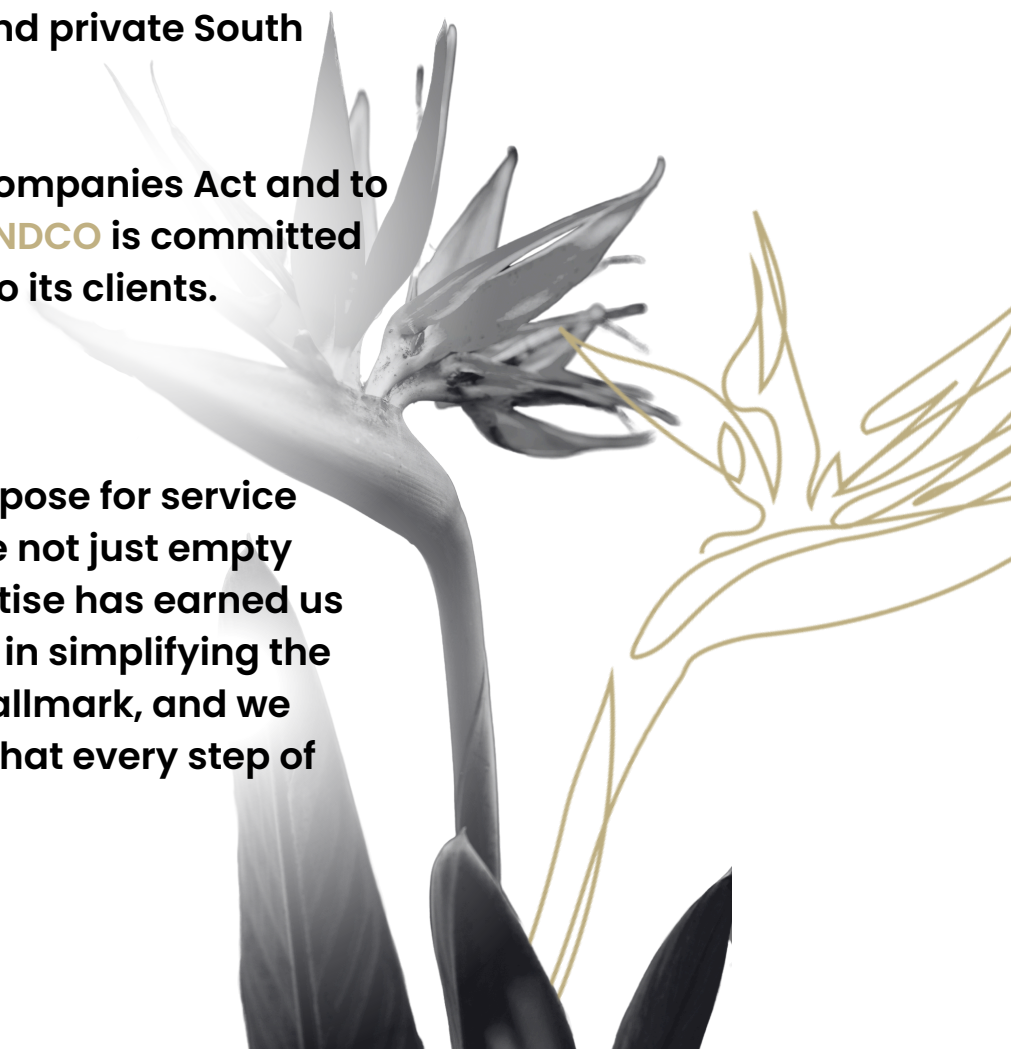 nd private South
ompanies Act and to
NDCO is committed
o its clients.
pose for service
e not just empty
tise has earned us
in simplifying the
allmark, and we
hat every step of